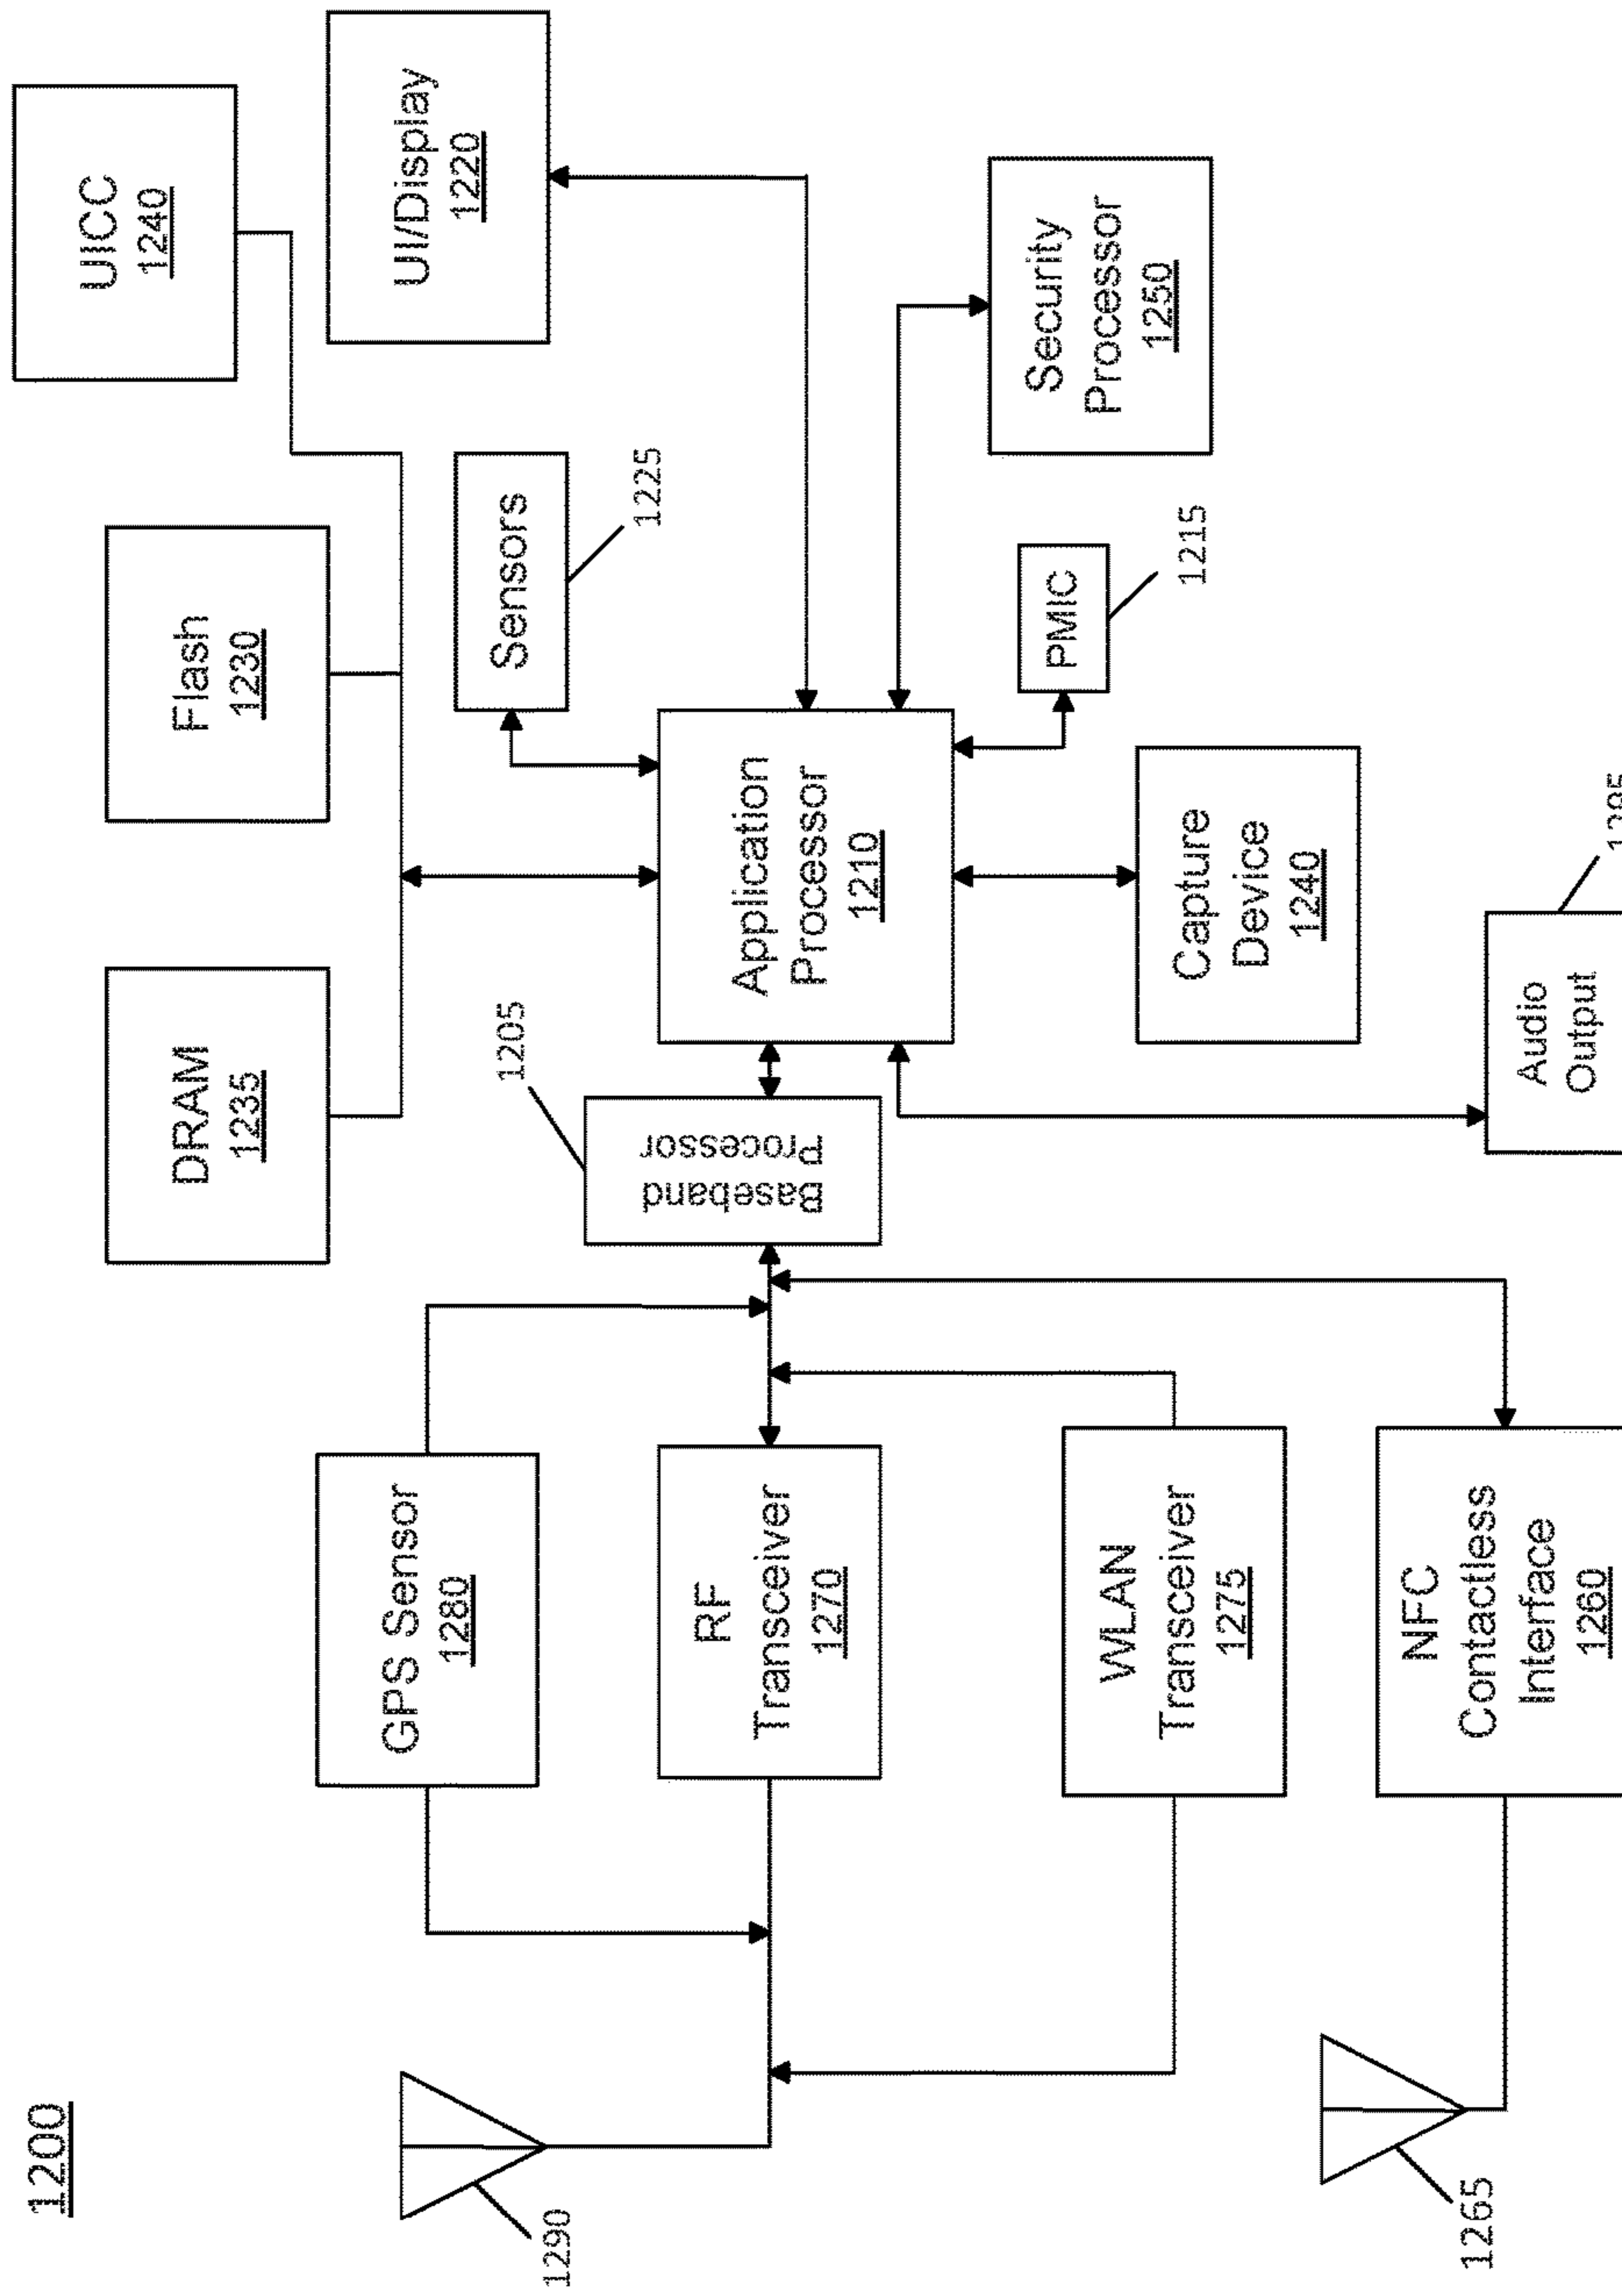 1200
UICC
1240
DRAM
1235
Flash
1230
UI/Display
1220
GPS Sensor
1280
1290
1205
Sensors
1225
Baseband
Processor
RF
Transceiver
1270
Application
Processor
1210
Security
Processor
1250
PMIC
1215
WLAN
Transceiver
1275
Capture
Device
1240
NFC
Contactless
Interface
1260
1265
Audio
Output